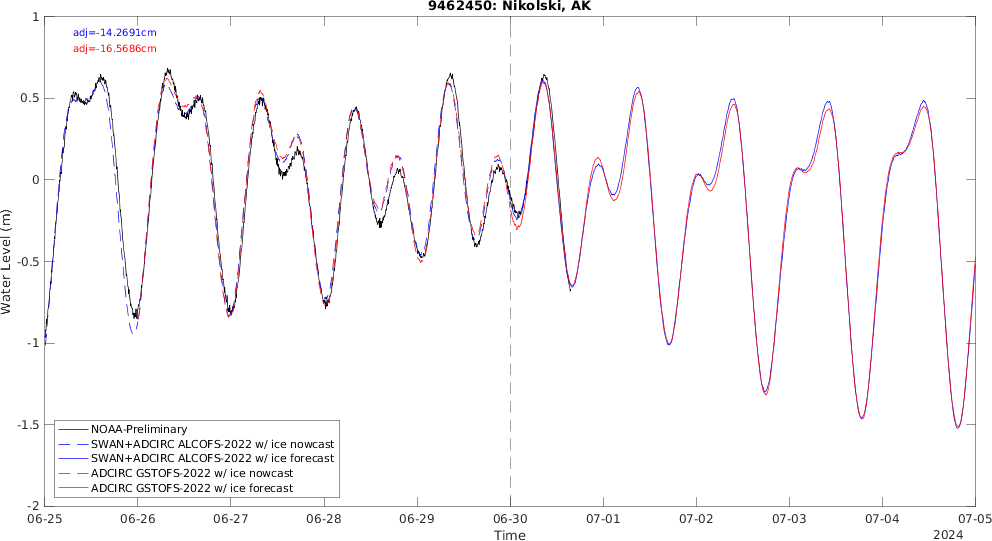 9462450: Nikolski, AK
adj=-14.2691cm
adj=-16.5686cm
Water Level (m)
1
0.5
0
-0.5
-1
-1.5
-2
NOAA-Preliminary
SWAN+ADCIRC ALCOFS-2022 w/ ice nowcast
SWAN+ADCIRC ALCOFS-2022 w/ ice forecast
ADCIRC GSTOFS-2022 w/ ice nowcast
ADCIRC GSTOFS-2022 w/ ice forecast
06-25 06-26 06-27 06-28 06-29 06-30 07-01 07-02 07-03 07-04 07-05
Time
2024